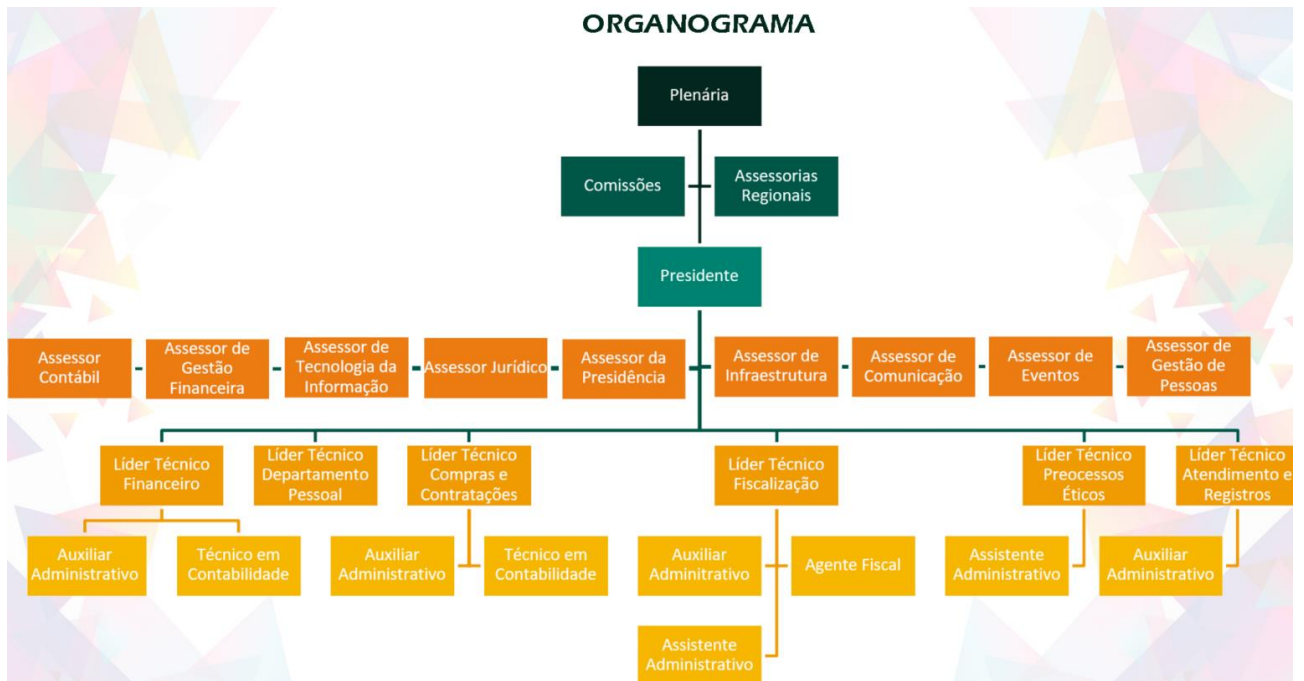 ORGANOGRAMA
Plenária
Comissões
Assessorias
Regionais
Presidente
Assessor
Contábil
Assessor de
Gestão
Financeira
Assessor de
Tecnologia da
Informação
Assessor Jurídico
Assessor da
Presidência
Assessor de
Infraestrutura
Assessor de
Comunicação
Assessor de
Eventos
Assessor de
Gestão de
Pessoas
Líder Técnico
Financeiro
Líder Técnico
Departamento
Pessoal
Líder Técnico
Compras e
Contratações
Líder Técnico
Fiscalização
Líder Técnico
Preocessos
Éticos
Líder Técnico
Atendimento e
Registros
Auxiliar
Administrativo
Técnico em
Contabilidade
Auxiliar
Administrativo
Técnico em
Contabilidade
Auxiliar
Adminitrativo
Agente Fiscal
Assistente
Administrativo
Auxiliar
Administrativo
Assistente
Administrativo